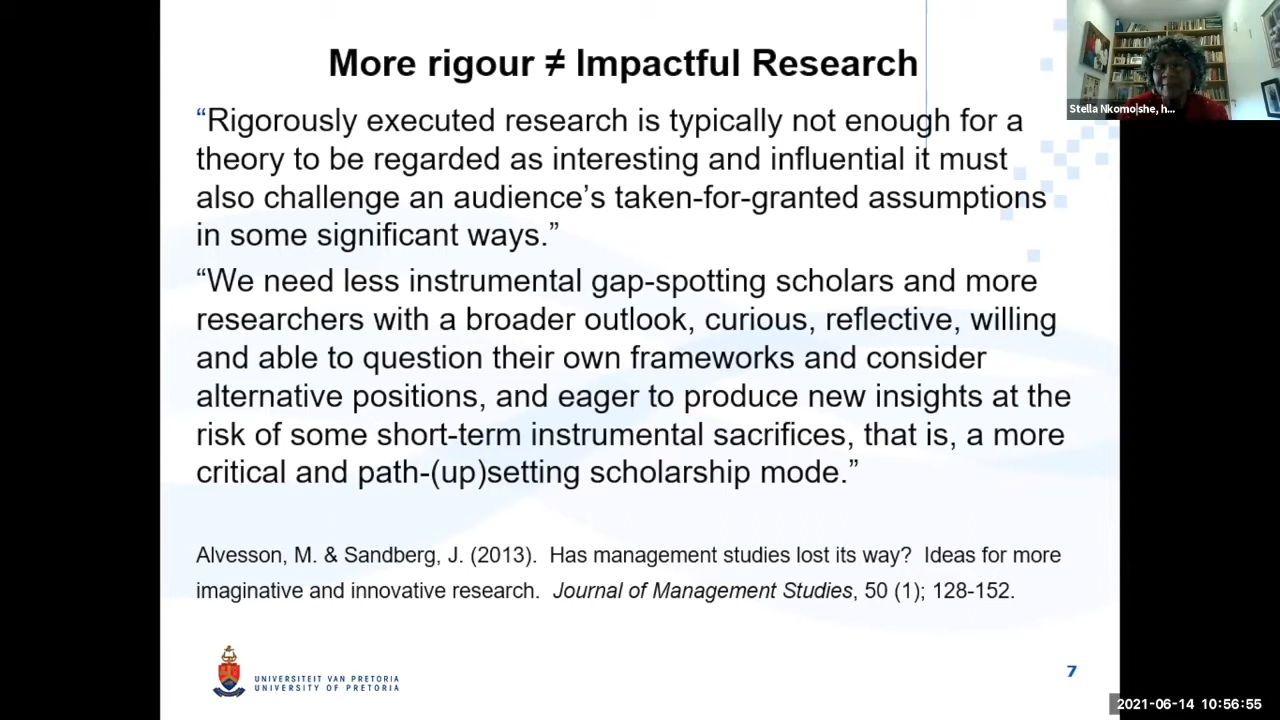 More rigour ≠ Impactful Research
“Rigorously executed research is typically not enough for a
theory to be regarded as interesting and influential it must
also challenge an audience’s taken-for-granted assumptions
in some significant ways.”
“We need less instrumental gap-spotting scholars and more
researchers with a broader outlook, curious, reflective, willing
and able to question their own frameworks and consider
alternative positions, and eager to produce new insights at the
risk of some short-term instrumental sacrifices, that is, a more
critical and path-(up)setting scholarship mode.”
Alvesson, M. & Sandberg, J. (2013).  Has management studies lost its way?  Ideas for more
imaginative and innovative research.  Journal of Management Studies, 50 (1); 128-152.
UNIVERSITEIT VAN PRETORIA
UNIVERSITY OF PRETORIA
7
Stella Nkomo|she, h...
2021-06-14 10:56:55